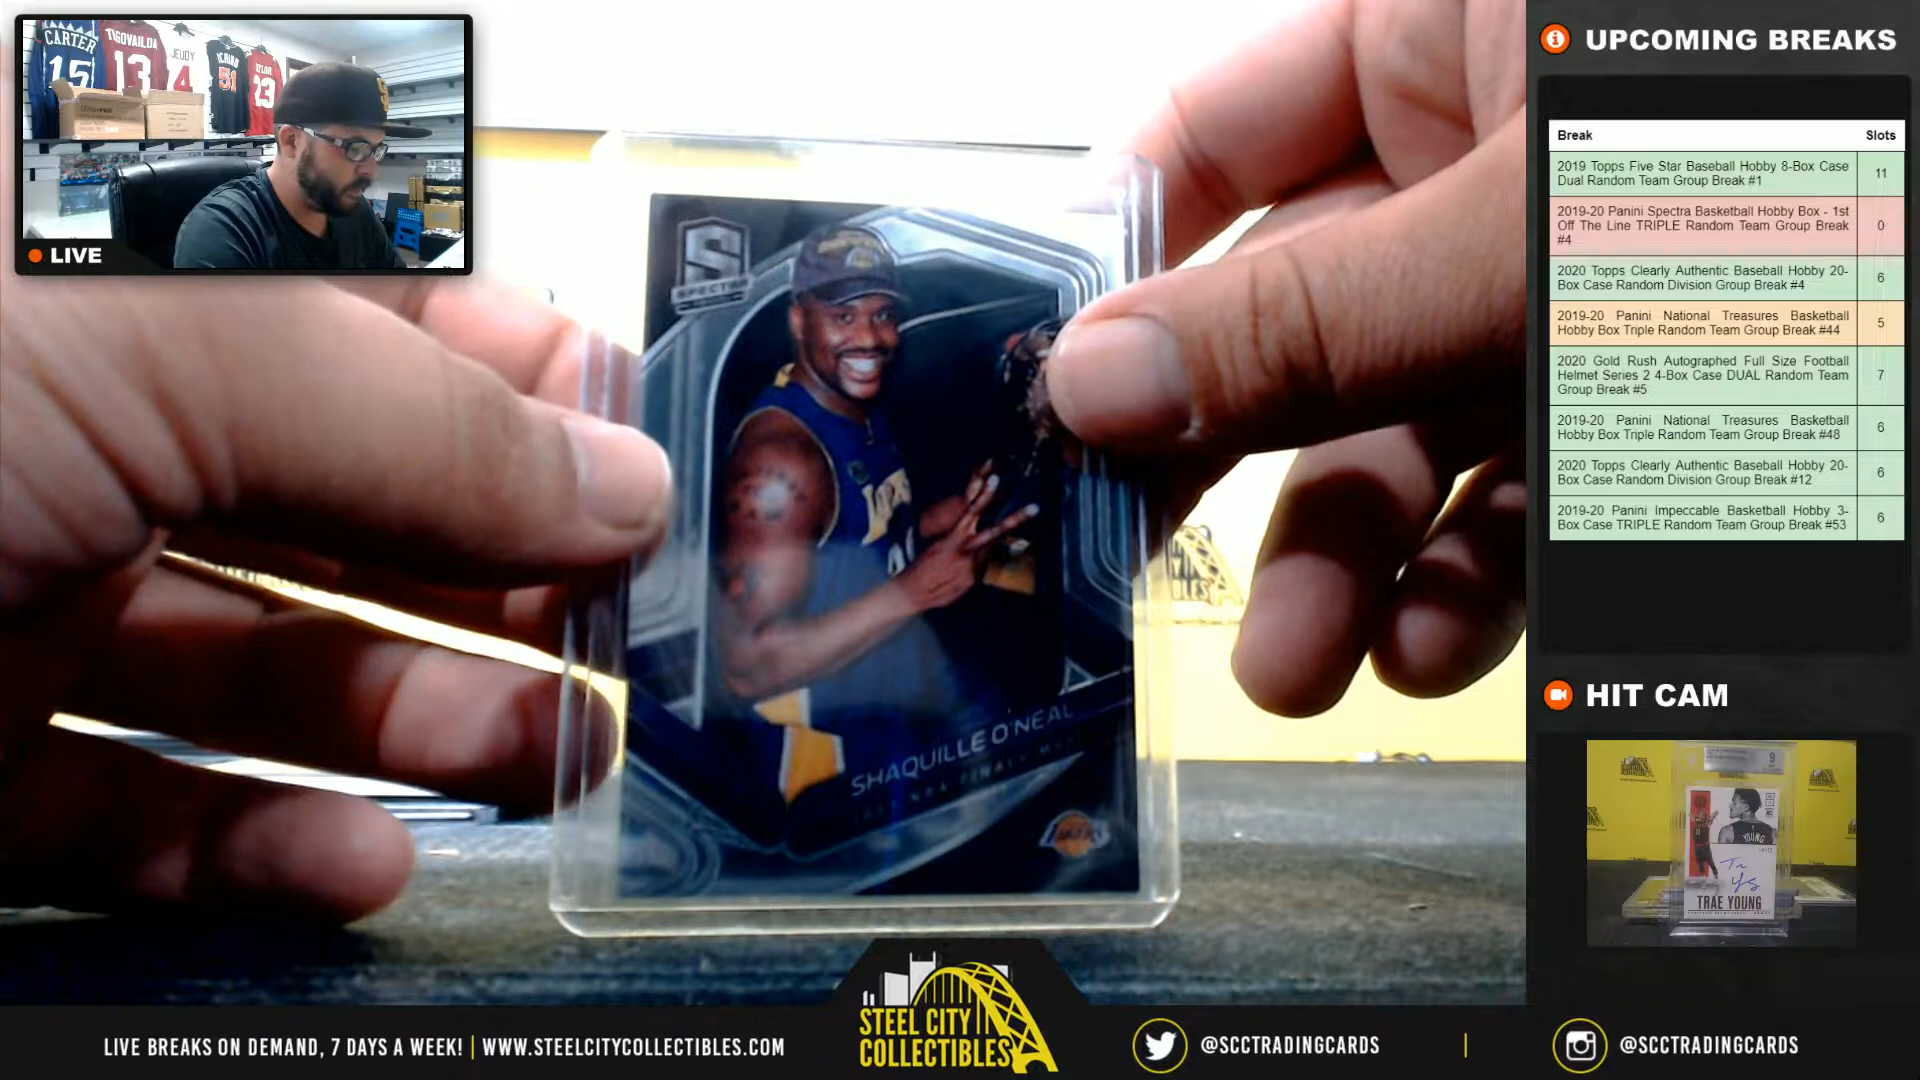 CARTER
15
TIGOVAILOA
13
JEUDY
4
ICHIRO
51
23
LIVE
S
SPECTRA
SHAQUILLE O'NEAL
NBA FINALS MVP
LAKERS
UPCOMING BREAKS
Break Slots
2019 Topps Five Star Baseball Hobby 8-Box Case
Dual Random Team Group Break #1
11
2019-20 Panini Spectra Basketball Hobby Box - 1st
Off The Line TRIPLE Random Team Group Break
#4
0
2020 Topps Clearly Authentic Baseball Hobby 20-
Box Case Random Division Group Break #4
6
2019-20 Panini National Treasures Basketball
Hobby Box Triple Random Team Group Break #44
5
2020 Gold Rush Autographed Full Size Football
Helmet Series 2 4-Box Case DUAL Random Team
Group Break #5
7
2019-20 Panini National Treasures Basketball
Hobby Box Triple Random Team Group Break #48
6
2020 Topps Clearly Authentic Baseball Hobby 20-
Box Case Random Division Group Break #12
6
2019-20 Panini Impeccable Basketball Hobby 3-
Box Case TRIPLE Random Team Group Break #53
6
HIT CAM
9
YOUNG
TRAE YOUNG
LIVE BREAKS ON DEMAND, 7 DAYS A WEEK! | WWW.STEELCITYCOLLECTIBLES.COM
STEEL CITY
COLLECTIBLES
@SCCTRADINGCARDS
@SCCTRADINGCARDS